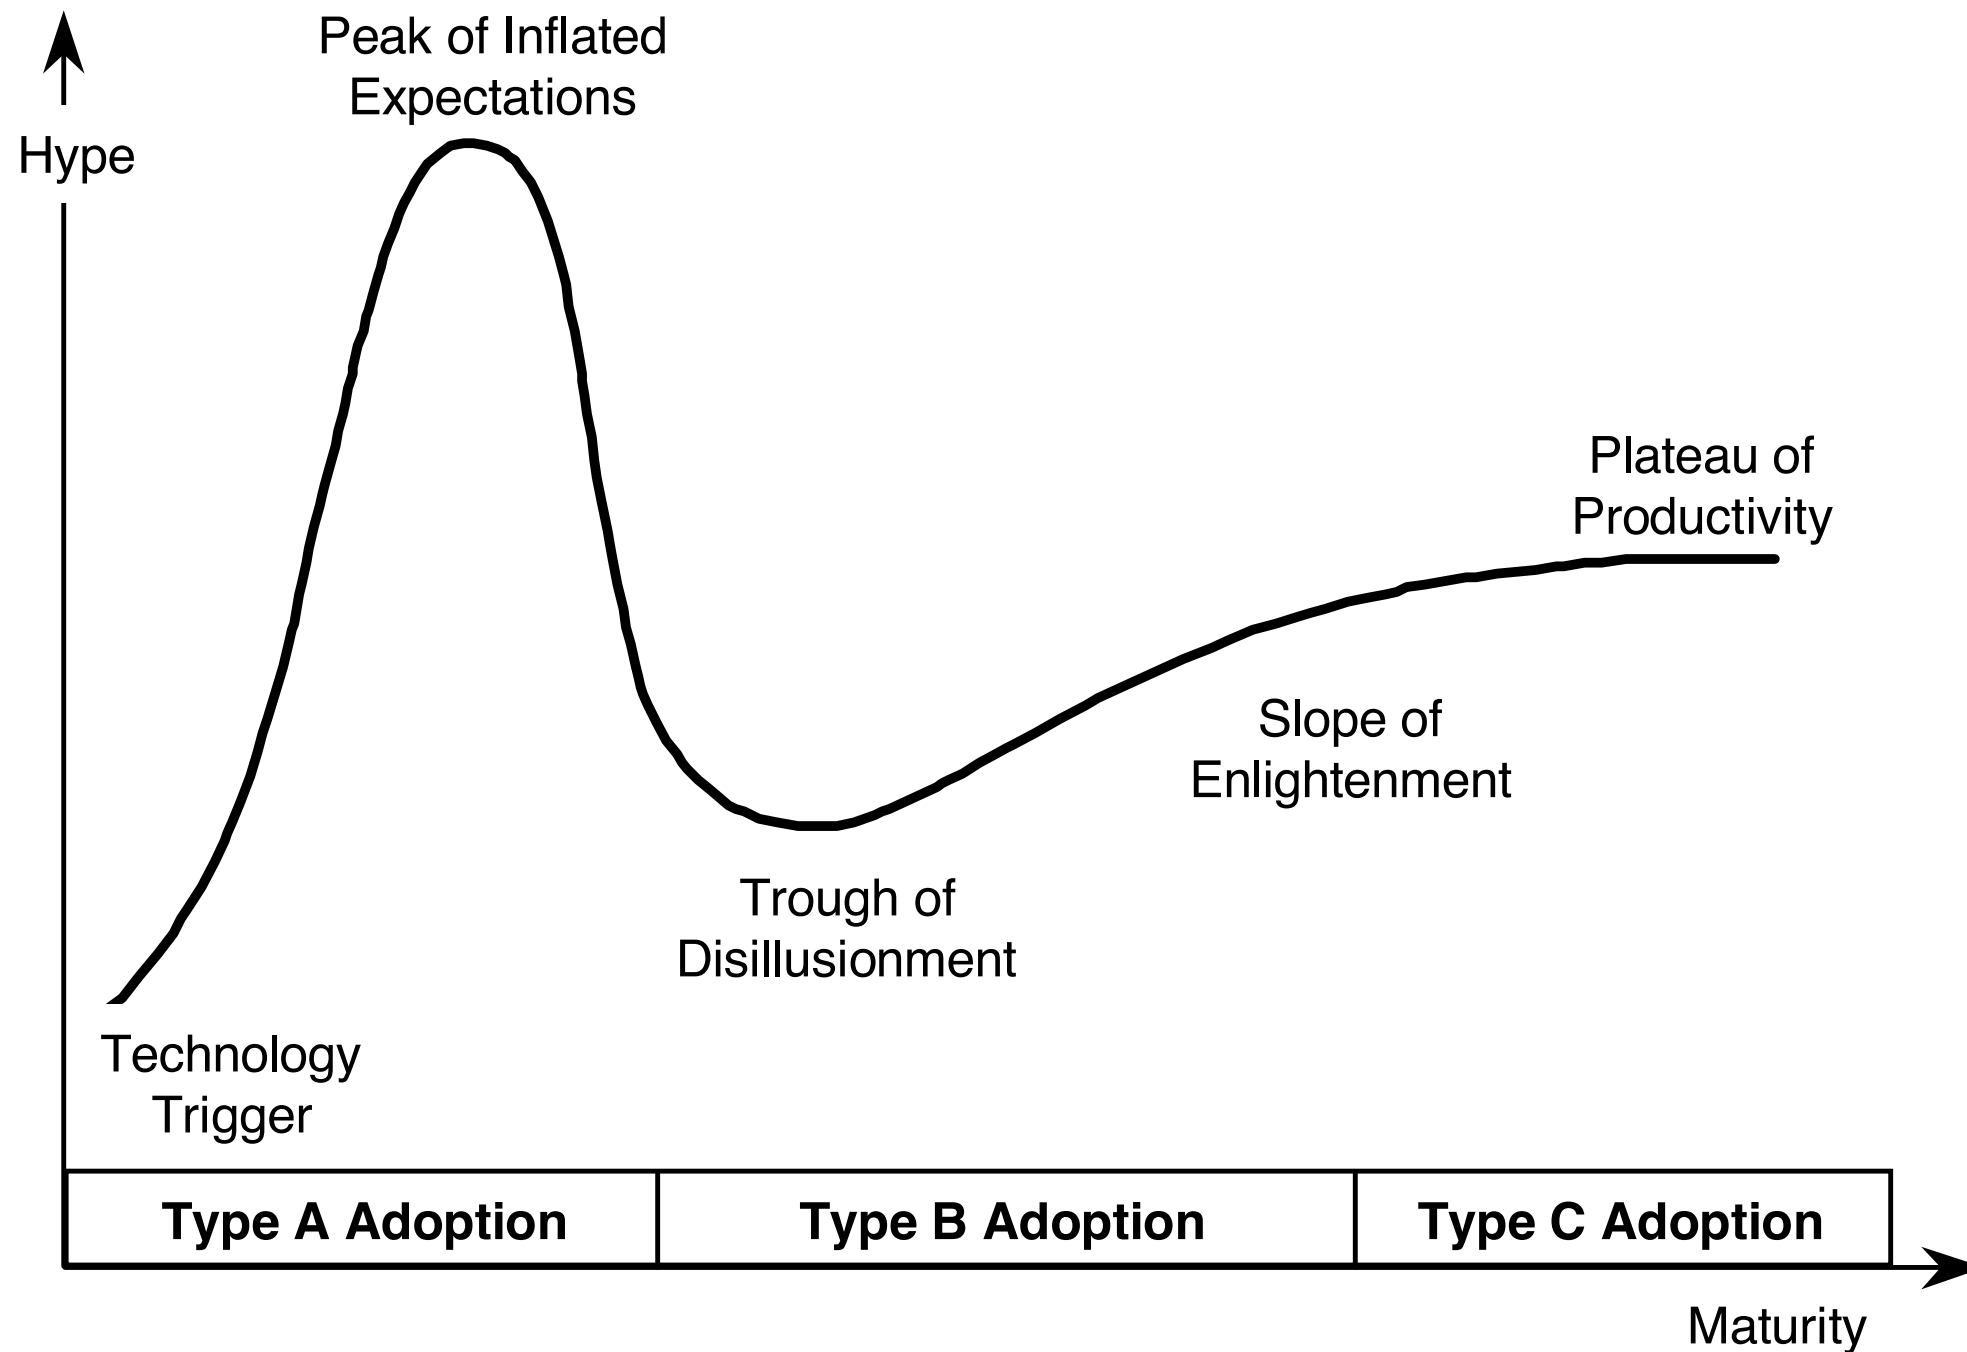 Peak of Inflated
Expectations
Hype
Plateau of
Productivity
Slope of
Enlightenment
Trough of
Disillusionment
Technology
Trigger
Type A Adoption
Type B Adoption
Type C Adoption
Maturity